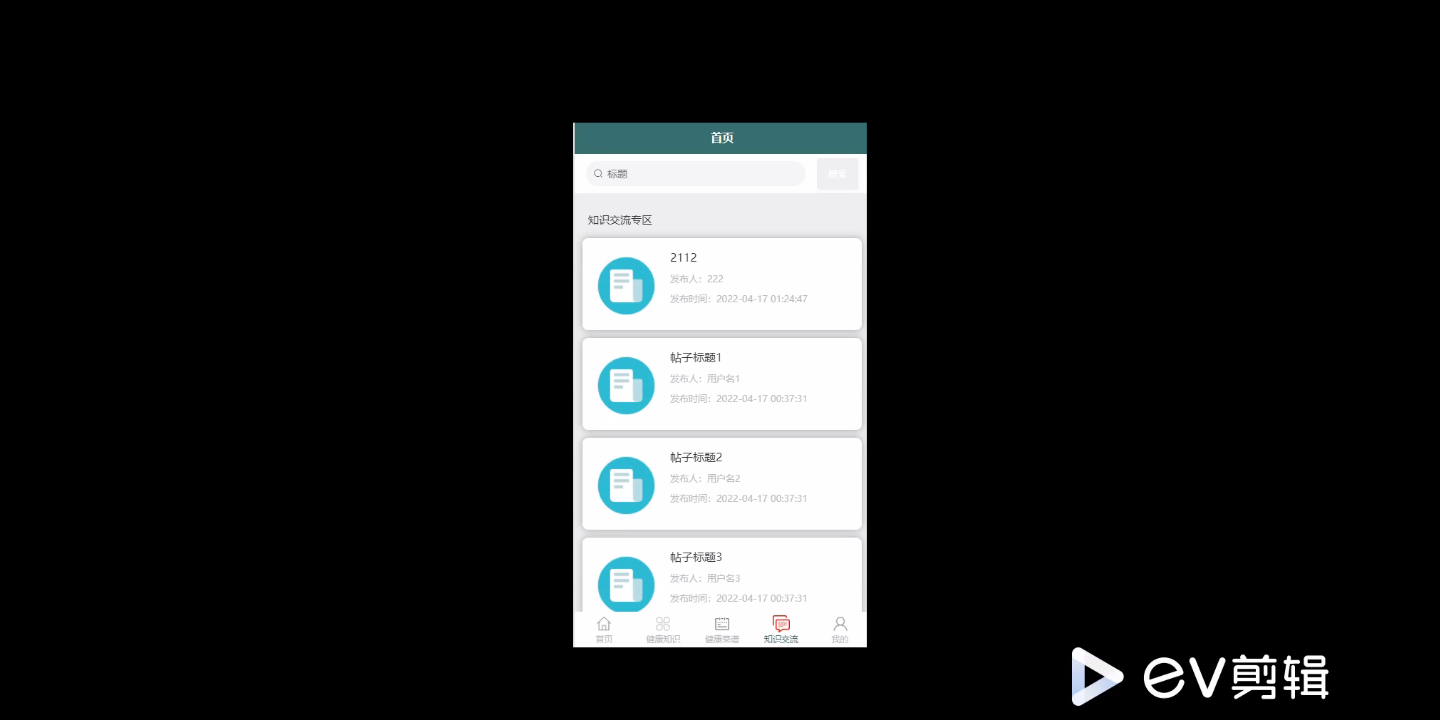 首页
标题
搜索
知识交流专区
2112
发布人：222
发布时间：2022-04-17 01:24:47
帖子标题1
发布人：用户名1
发布时间：2022-04-17 00:37:31
帖子标题2
发布人：用户名2
发布时间：2022-04-17 00:37:31
帖子标题3
发布人：用户名3
发布时间：2022-04-17 00:37:31
首页 健康知识 健康菜谱 知识交流 我的
ev剪辑